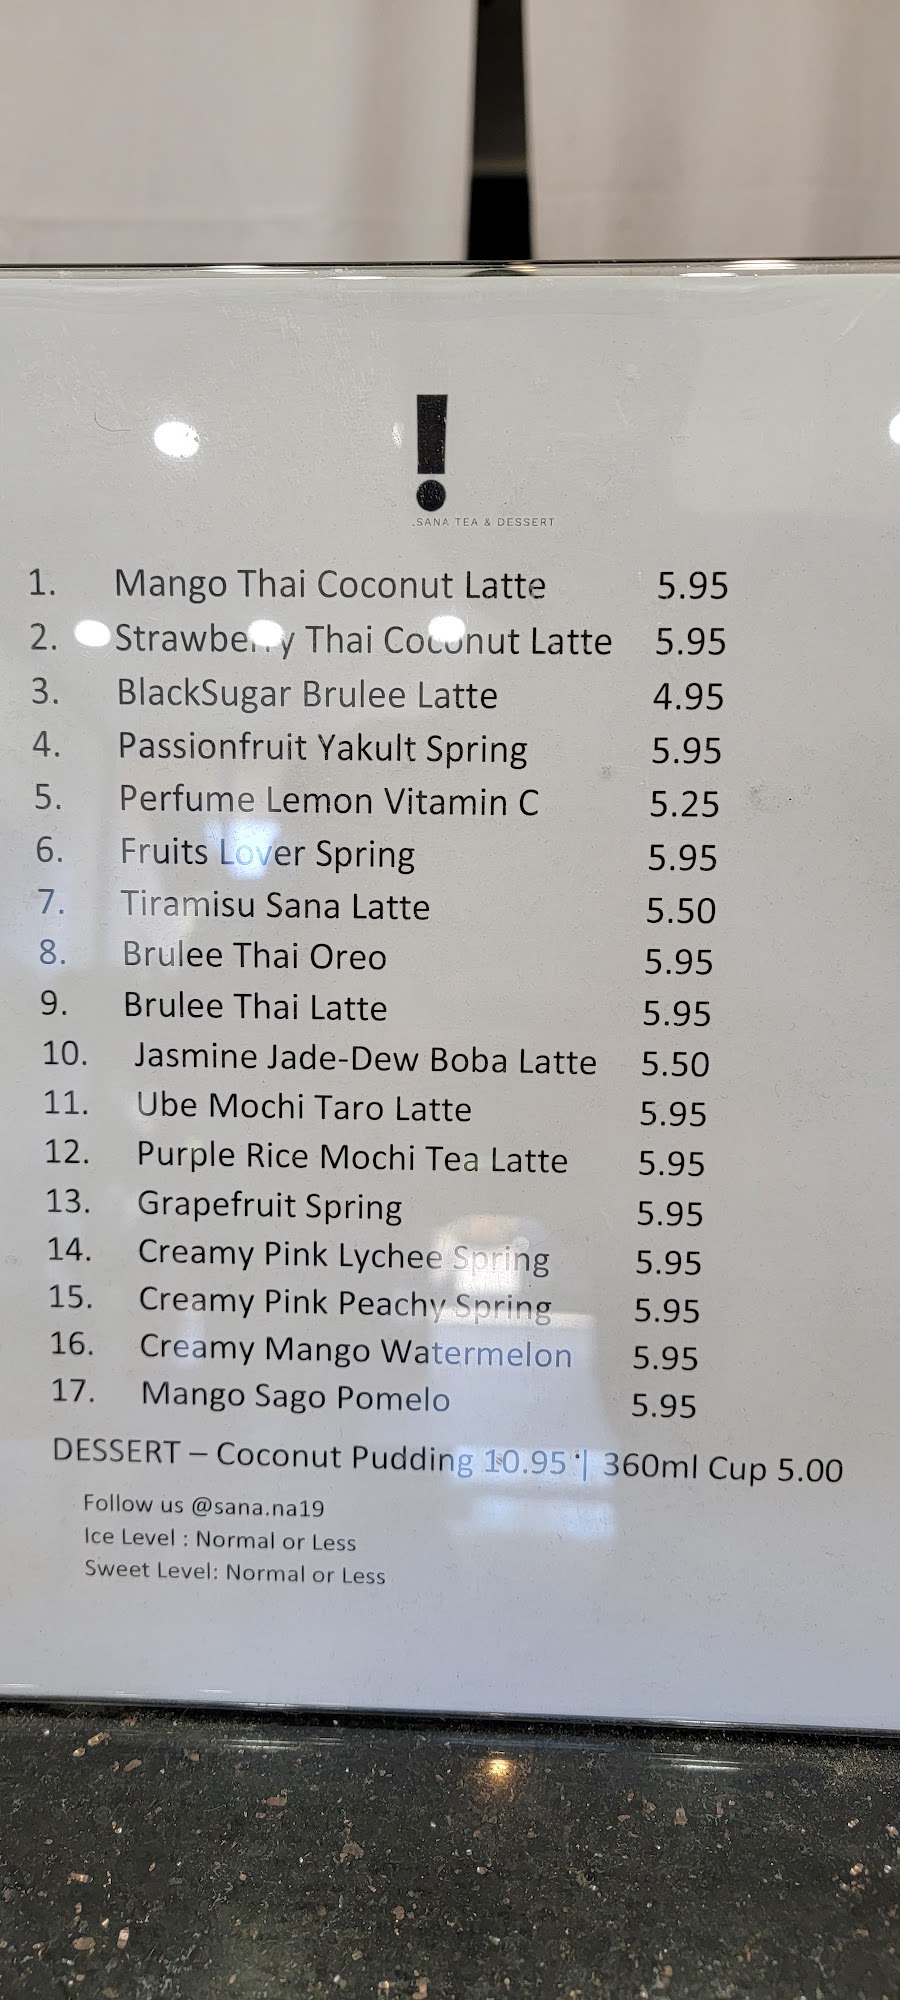 .SANA TEA & DESSERT
1. Mango Thai Coconut Latte 5.95
2. Strawberry Thai Coconut Latte 5.95
3. BlackSugar Brulee Latte 4.95
4. Passionfruit Yakult Spring 5.95
5. Perfume Lemon Vitamin C 5.25
6. Fruits Lover Spring 5.95
7. Tiramisu Sana Latte 5.50
8. Brulee Thai Oreo 5.95
9. Brulee Thai Latte 5.95
10. Jasmine Jade-Dew Boba Latte 5.50
11. Ube Mochi Taro Latte 5.95
12. Purple Rice Mochi Tea Latte 5.95
13. Grapefruit Spring 5.95
14. Creamy Pink Lychee Spring 5.95
15. Creamy Pink Peachy Spring 5.95
16. Creamy Mango Watermelon 5.95
17. Mango Sago Pomelo 5.95
DESSERT – Coconut Pudding 10.95 | 360ml Cup 5.00
Follow us @sana.na19
Ice Level : Normal or Less
Sweet Level: Normal or Less